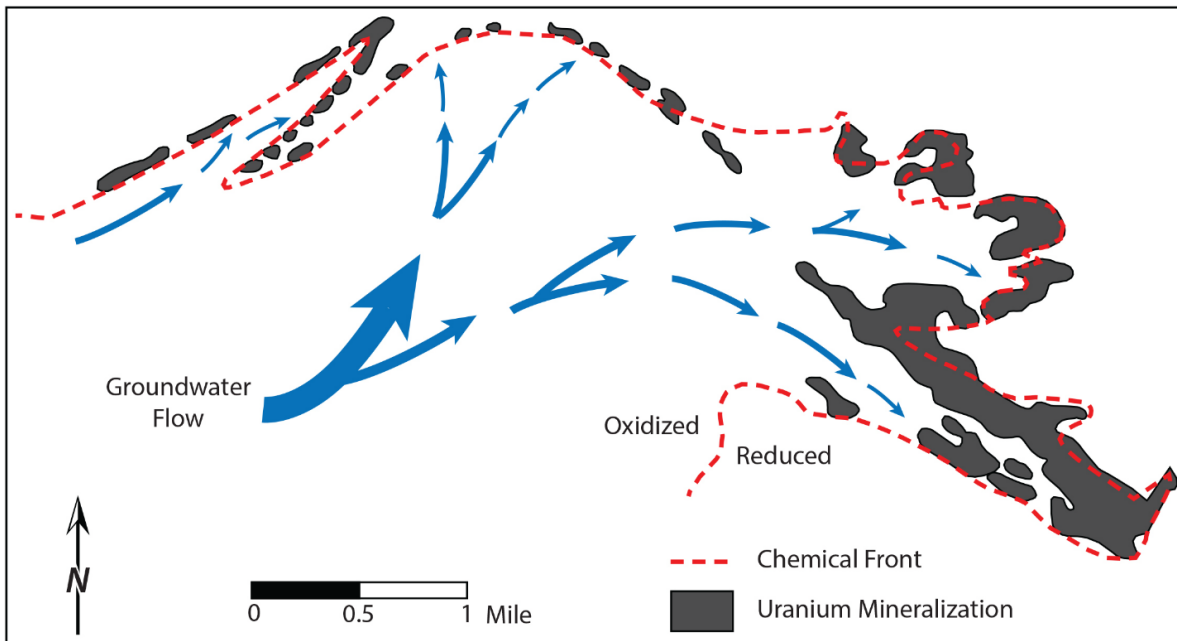 Groundwater
Flow
Oxidized
Reduced
N
0 0.5 1 Mile
Chemical Front
Uranium Mineralization